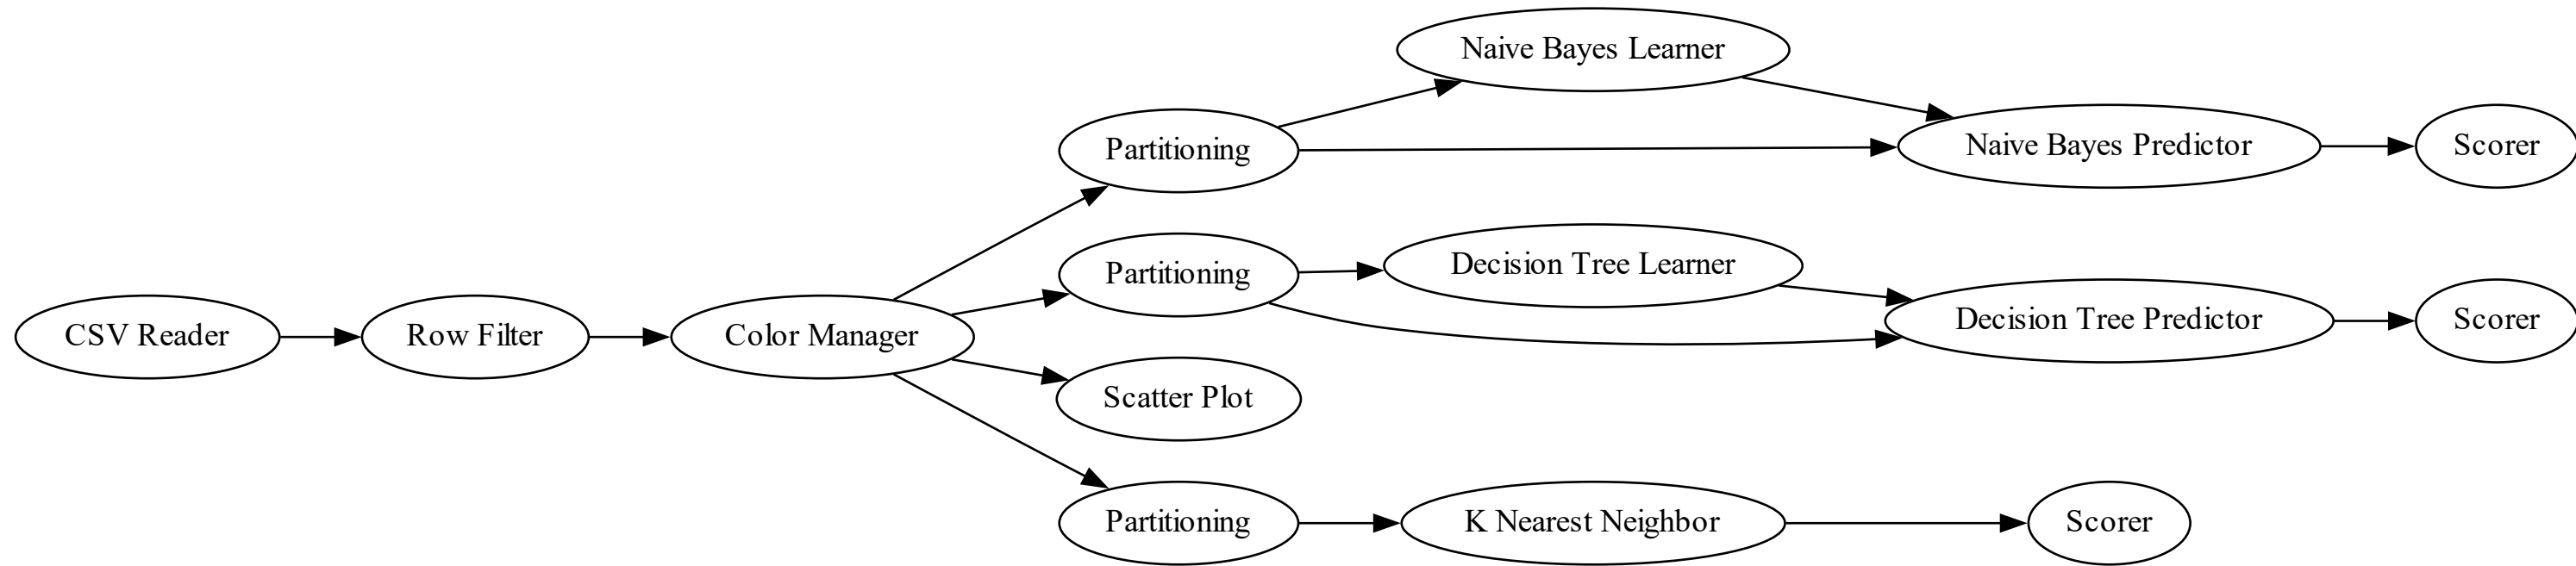 Naive Bayes Learner
Partitioning
Naive Bayes Predictor
Scorer
Partitioning
Decision Tree Learner
CSV Reader
Row Filter
Color Manager
Decision Tree Predictor
Scorer
Scatter Plot
Partitioning
K Nearest Neighbor
Scorer